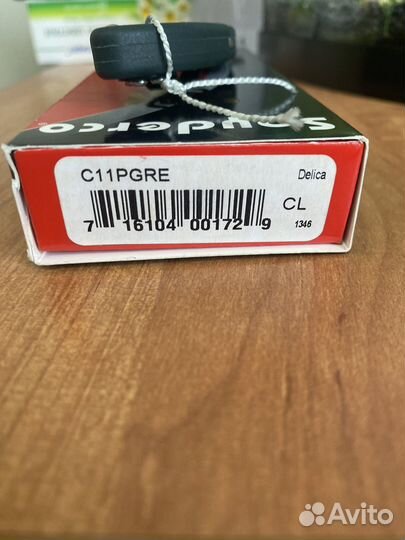 Spyderco
C11PGRE Delica
7 16104 00172 9 CL
1346
Avito